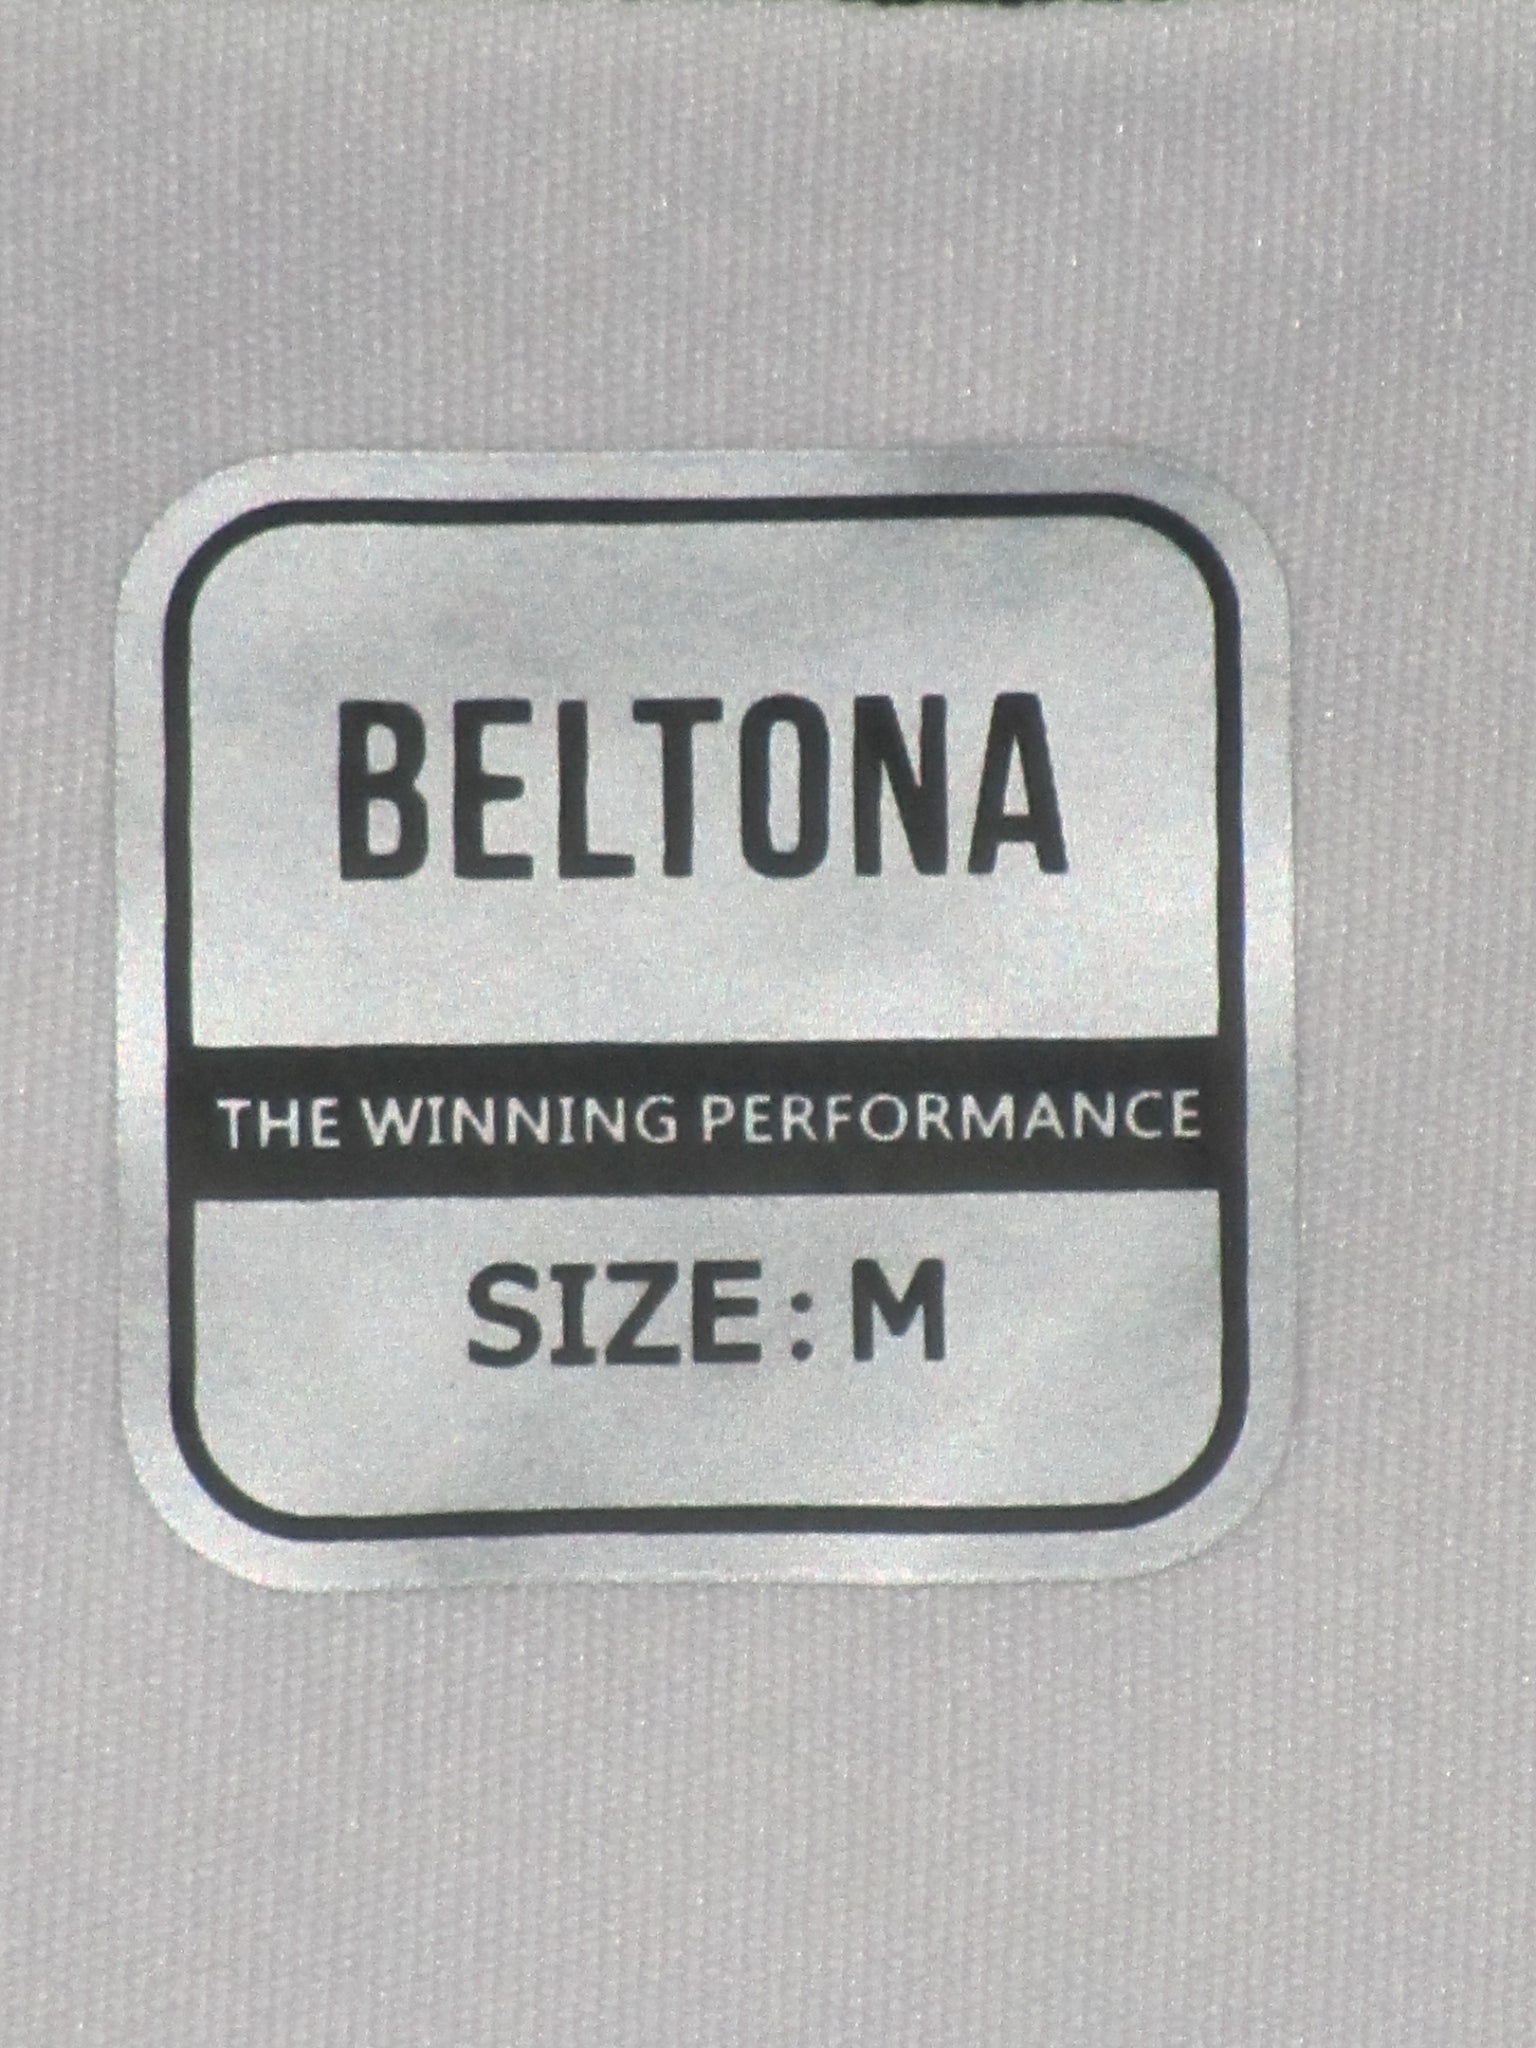 BELTONA
THE WINNING PERFORMANCE
SIZE : M